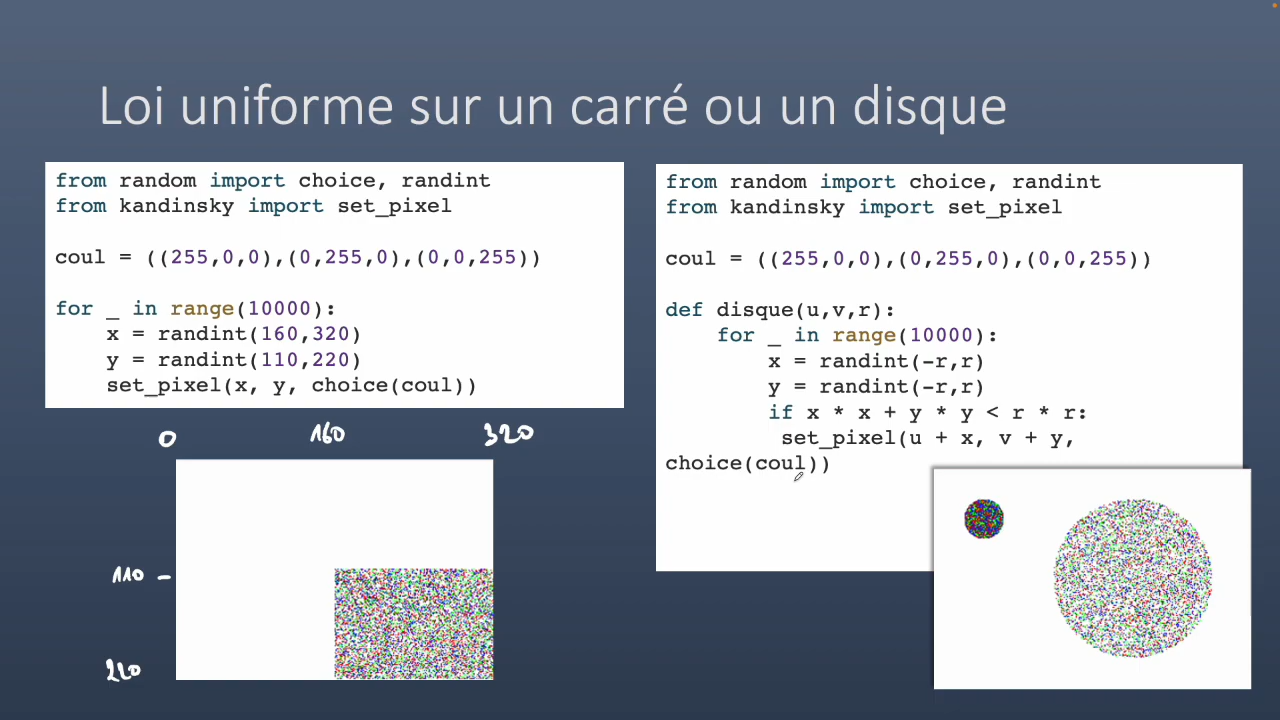 Loi uniforme sur un carré ou un disque
from random import choice, randint
from kandinsky import set_pixel
coul = ((255,0,0),(0,255,0),(0,0,255))
for _ in range(10000):
    x = randint(160,320)
    y = randint(110,220)
    set_pixel(x, y, choice(coul))
0 160 320
110
220
from random import choice, randint
from kandinsky import set_pixel
coul = ((255,0,0),(0,255,0),(0,0,255))
def disque(u,v,r):
    for _ in range(10000):
        x = randint(-r,r)
        y = randint(-r,r)
        if x * x + y * y < r * r:
         set_pixel(u + x, v + y,
choice(coul))